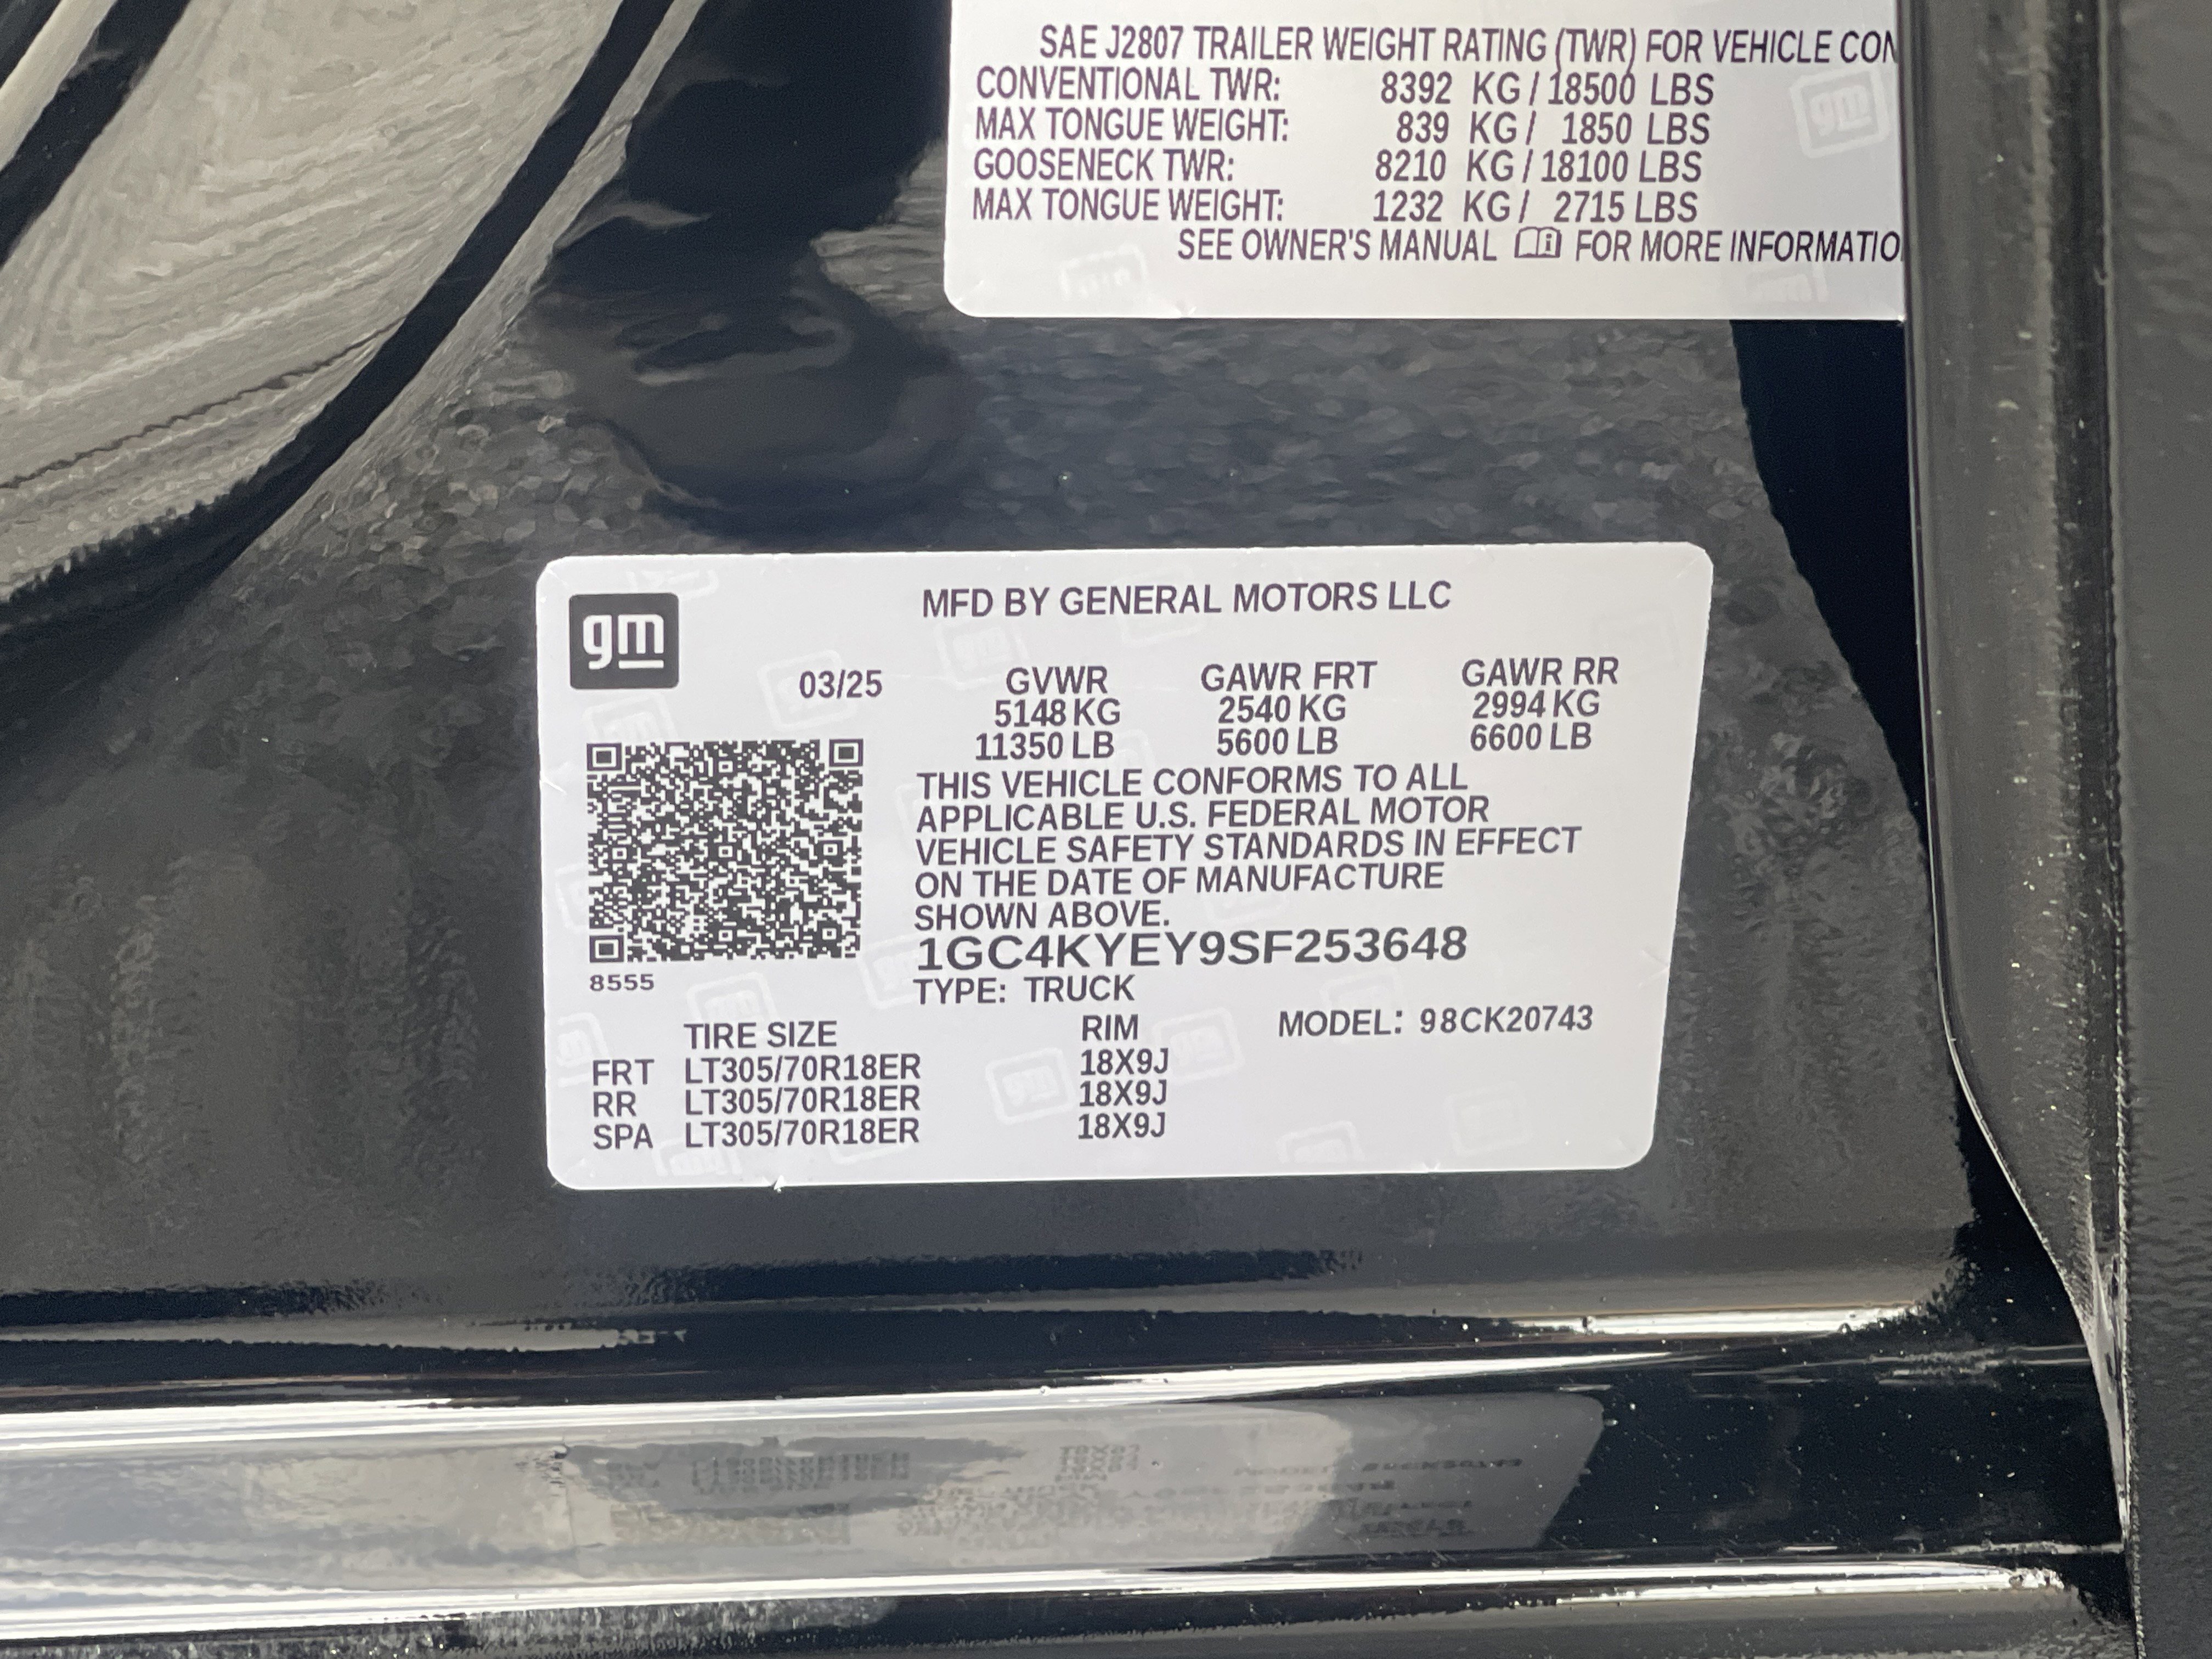 SAE J2807 TRAILER WEIGHT RATING (TWR) FOR VEHICLE CON
CONVENTIONAL TWR: 8392 KG / 18500 LBS
MAX TONGUE WEIGHT: 839 KG / 1850 LBS
GOOSENECK TWR: 8210 KG / 18100 LBS
MAX TONGUE WEIGHT: 1232 KG / 2715 LBS
SEE OWNER'S MANUAL FOR MORE INFORMATIO
gm
MFD BY GENERAL MOTORS LLC
03/25 GVWR GAWR FRT GAWR RR
5148 KG 2540 KG 2994 KG
11350 LB 5600 LB 6600 LB
THIS VEHICLE CONFORMS TO ALL
APPLICABLE U.S. FEDERAL MOTOR
VEHICLE SAFETY STANDARDS IN EFFECT
ON THE DATE OF MANUFACTURE
SHOWN ABOVE.
1GC4KYEY9SF253648
8555
TYPE: TRUCK
TIRE SIZE RIM MODEL: 98CK20743
FRT LT305/70R18ER 18X9J
RR LT305/70R18ER 18X9J
SPA LT305/70R18ER 18X9J